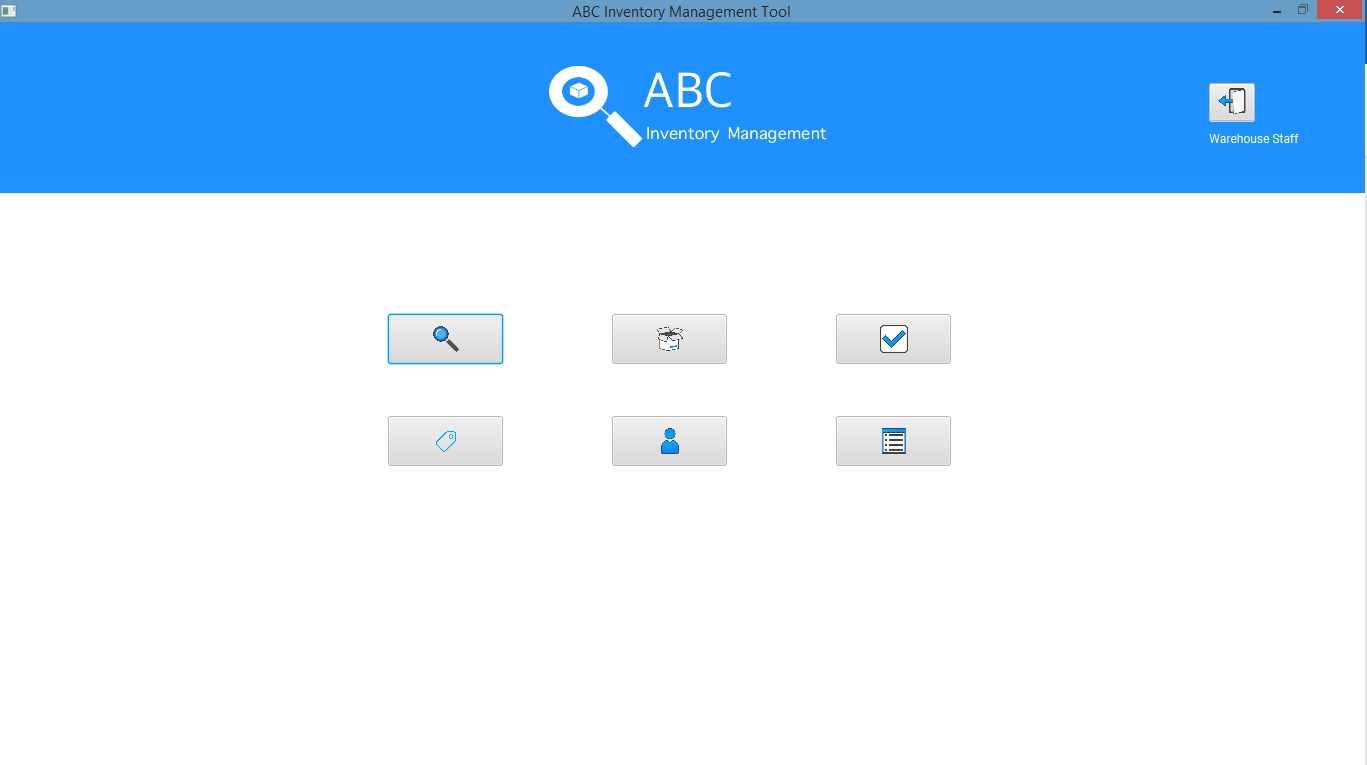 ABC Inventory Management Tool
ABC
Inventory Management
Warehouse Staff